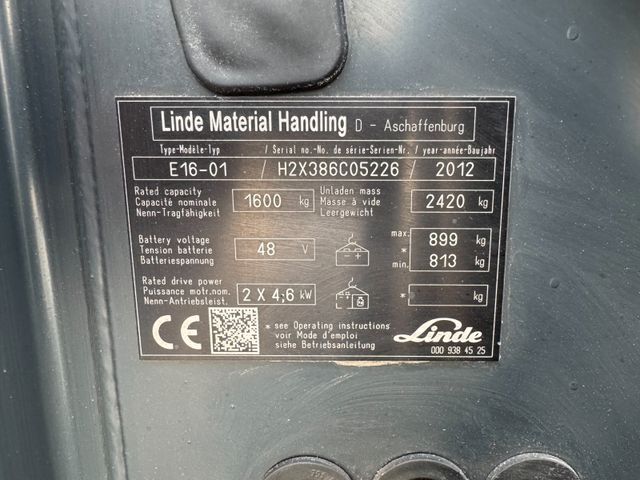 Linde Material Handling D - Aschaffenburg
Type-Modèle-Typ / Serial no.-No. de série-Serien-Nr. / year-année-Baujahr
E16-01 / H2X386C05226 / 2012
Rated capacity
Capacité nominale
Nenn-Tragfähigkeit
1600 kg
Unladen mass
Masse à vide
Leergewicht
2420 kg
Battery voltage
Tension batterie
Batteriespannung
48 V
- +
max. 899 kg
*
min. 813 kg
Rated drive power
Puissance motr.nom.
Nenn-Antriebsleist.
2 X 4,6 kW
* kg
CE
* see Operating instructions
voir Mode d'emploi
siehe Betriebsanleitung
Linde
000 938 45 25